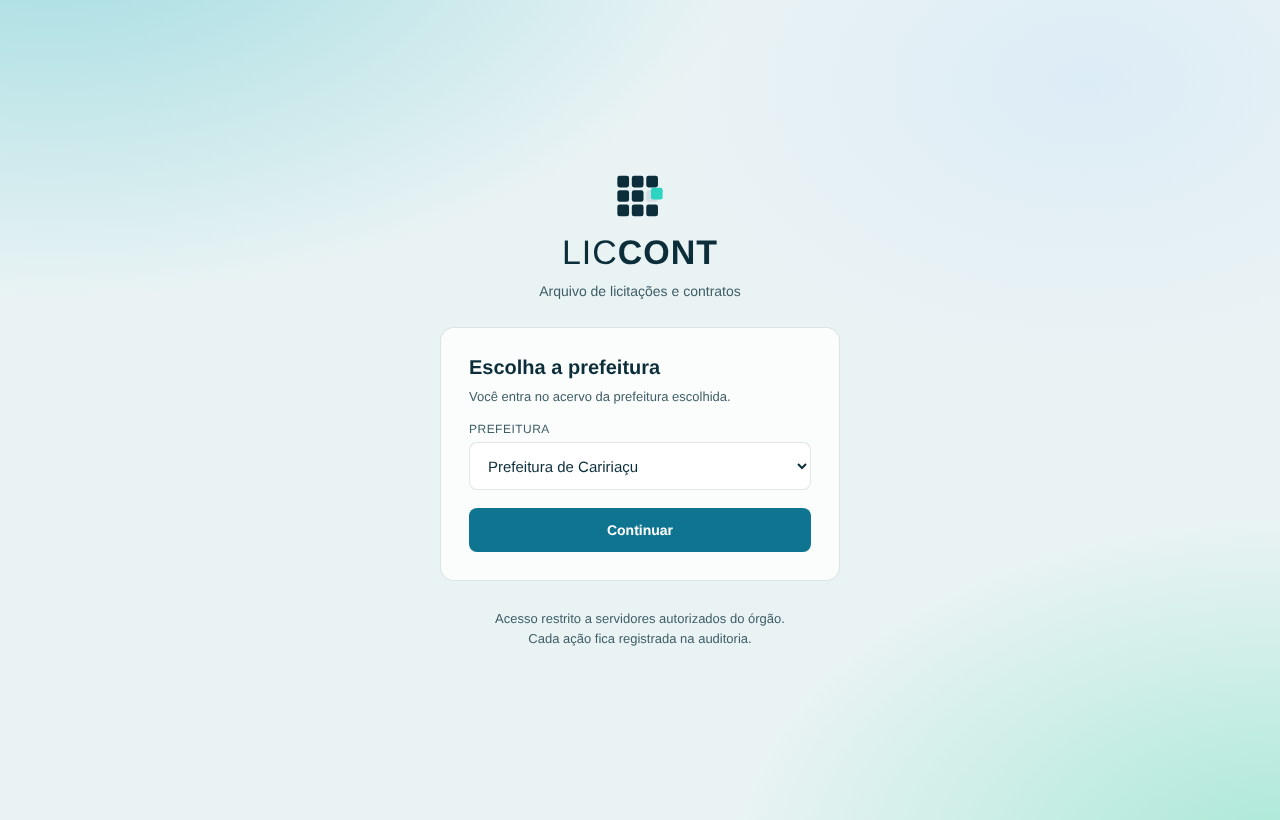 LICCONT
Arquivo de licitações e contratos
Escolha a prefeitura
Você entra no acervo da prefeitura escolhida.
PREFEITURA
Prefeitura de Caririaçu
Continuar
Acesso restrito a servidores autorizados do órgão.
Cada ação fica registrada na auditoria.